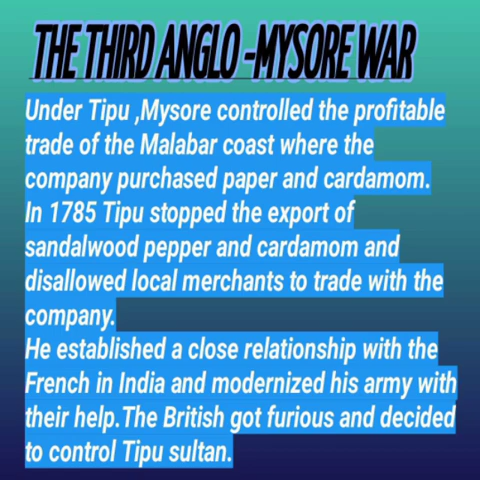 THE THIRD ANGLO -MYSORE WAR
Under Tipu ,Mysore controlled the profitable
trade of the Malabar coast where the
company purchased paper and cardamom.
In 1785 Tipu stopped the export of
sandalwood pepper and cardamom and
disallowed local merchants to trade with the
company.
He established a close relationship with the
French in India and modernized his army with
their help.The British got furious and decided
to control Tipu sultan.